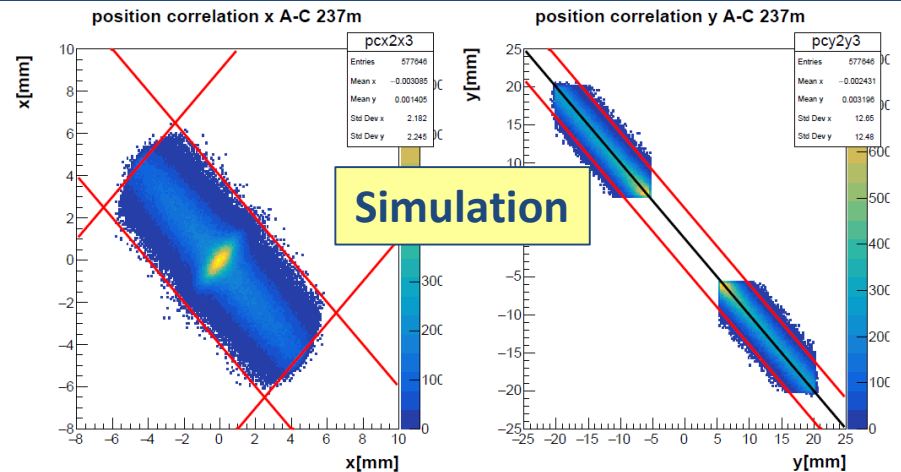 position correlation x A-C 237m
x[mm]
pcx2x3
Entries 577646
Mean x −0.003085
Mean y 0.001405
Std Dev x 2.182
Std Dev y 2.245
10
8
6
4
2
0
−2
−4
−6
−8
−8 −6 −4 −2 0 2 4 6 8 10
x[mm]
300
200
100
0
Simulation
position correlation y A-C 237m
y[mm]
pcy2y3
Entries 577646
Mean x −0.002431
Mean y 0.003196
Std Dev x 12.65
Std Dev y 12.48
25
20
15
10
−5
−10
−15
−20
−25
−25 −20 −15 −10 −5 0 5 10 15 20 25
y[mm]
600
500
400
300
200
100
0